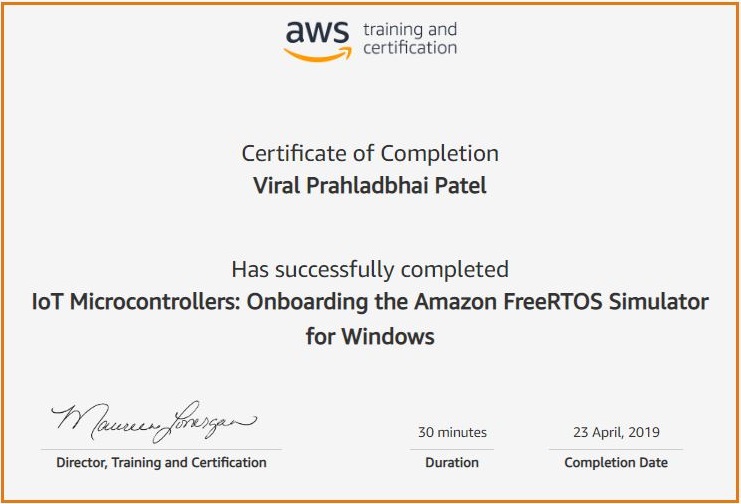 aws training and
certification
Certificate of Completion
Viral Prahladbhai Patel
Has successfully completed
IoT Microcontrollers: Onboarding the Amazon FreeRTOS Simulator
for Windows
Maureen Lonergan
30 minutes
23 April, 2019
Director, Training and Certification
Duration
Completion Date